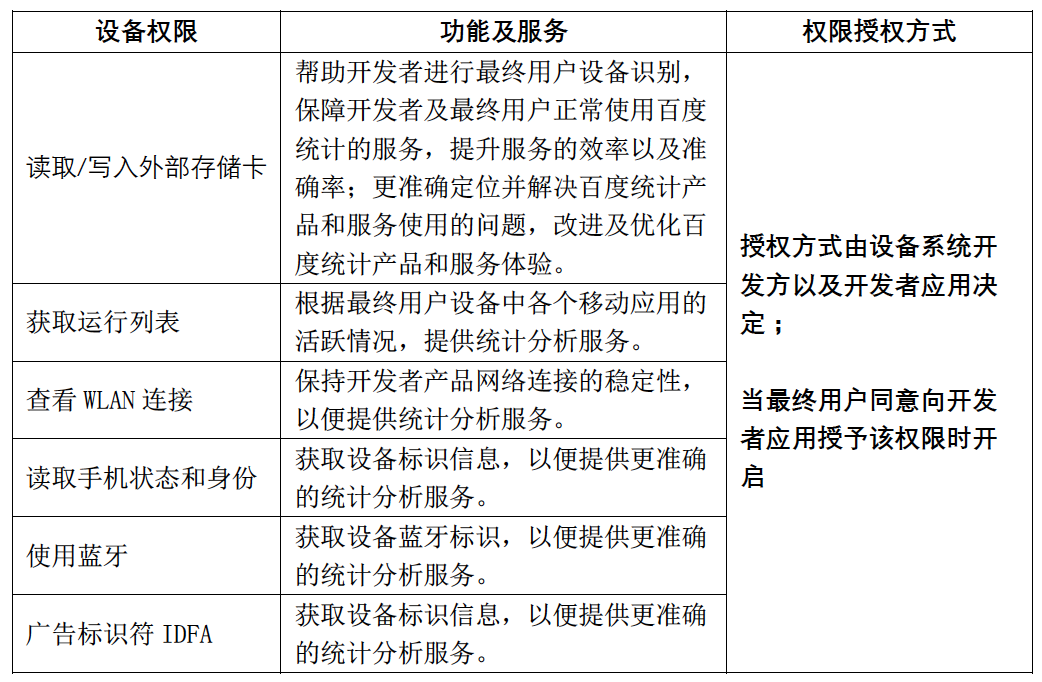 设备权限
功能及服务
权限授权方式
读取/写入外部存储卡
帮助开发者进行最终用户设备识别，
保障开发者及最终用户正常使用百度
统计的服务，提升服务的效率以及准
确率；更准确定位并解决百度统计产
品和服务使用的问题，改进及优化百
度统计产品和服务体验。
获取运行列表
根据最终用户设备中各个移动应用的
活跃情况，提供统计分析服务。
查看 WLAN 连接
保持开发者产品网络连接的稳定性，
以便提供统计分析服务。
读取手机状态和身份
获取设备标识信息，以便提供更准确
的统计分析服务。
使用蓝牙
获取设备蓝牙标识，以便提供更准确
的统计分析服务。
广告标识符 IDFA
获取设备标识信息，以便提供更准确
的统计分析服务。
授权方式由设备系统开
发方以及开发者应用决
定；
当最终用户同意向开发
者应用授予该权限时开
启